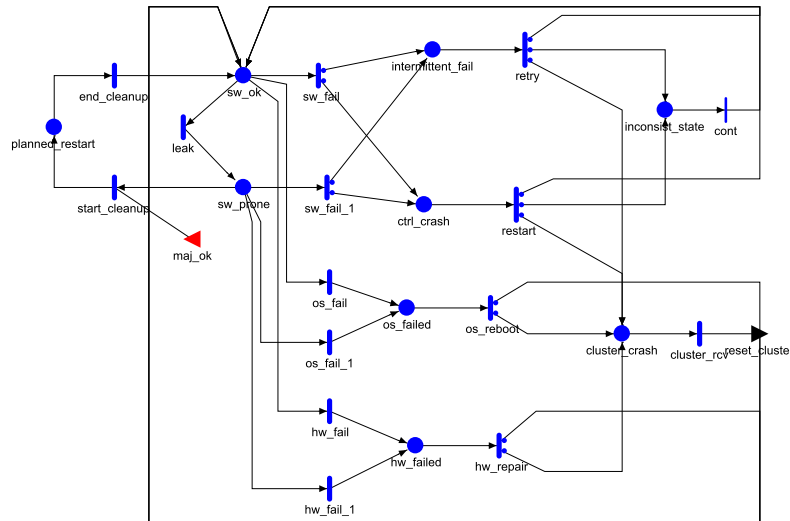 intermittent_fail
retry
end_cleanup
sw_ok
sw_fail
inconsist_state
cont
planned_restart
leak
start_cleanup
sw_prone
sw_fail_1
ctrl_crash
restart
maj_ok
os_fail
os_failed
os_reboot
os_fail_1
cluster_crash
cluster_rcv
reset_cluste
hw_fail
hw_failed
hw_repair
hw_fail_1